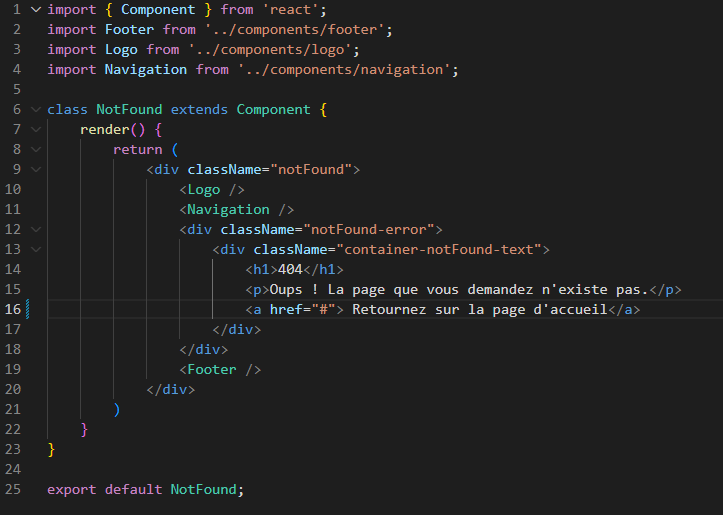 1 import { Component } from 'react';
2 import Footer from '../components/footer';
3 import Logo from '../components/logo';
4 import Navigation from '../components/navigation';
5
6 class NotFound extends Component {
7     render() {
8         return (
9             <div className="notFound">
10                 <Logo />
11                 <Navigation />
12                 <div className="notFound-error">
13                     <div className="container-notFound-text">
14                         <h1>404</h1>
15                         <p>Oups ! La page que vous demandez n'existe pas.</p>
16                         <a href="#"> Retournez sur la page d'accueil</a>
17                     </div>
18                 </div>
19                 <Footer />
20             </div>
21         )
22     }
23 }
24
25 export default NotFound;